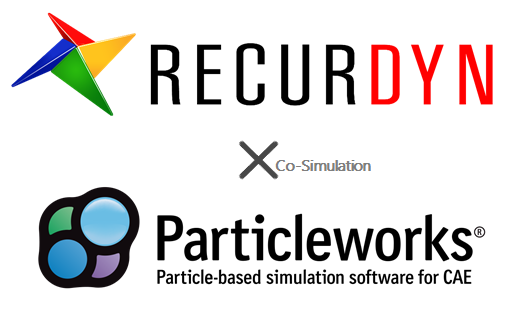 RECURDYN
Co-Simulation
Particleworks®
Particle-based simulation software for CAE